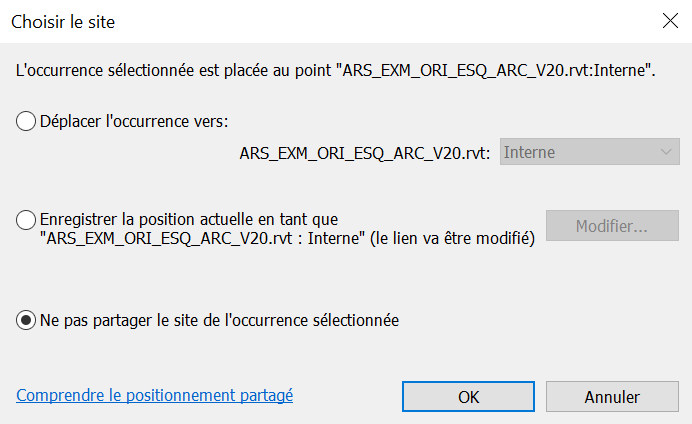 Choisir le site
L'occurrence sélectionnée est placée au point "ARS_EXM_ORI_ESQ_ARC_V20.rvt:Interne".
Déplacer l'occurrence vers:
ARS_EXM_ORI_ESQ_ARC_V20.rvt: Interne
Enregistrer la position actuelle en tant que
"ARS_EXM_ORI_ESQ_ARC_V20.rvt : Interne" (le lien va être modifié)
Modifier...
Ne pas partager le site de l'occurrence sélectionnée
Comprendre le positionnement partagé
OK
Annuler